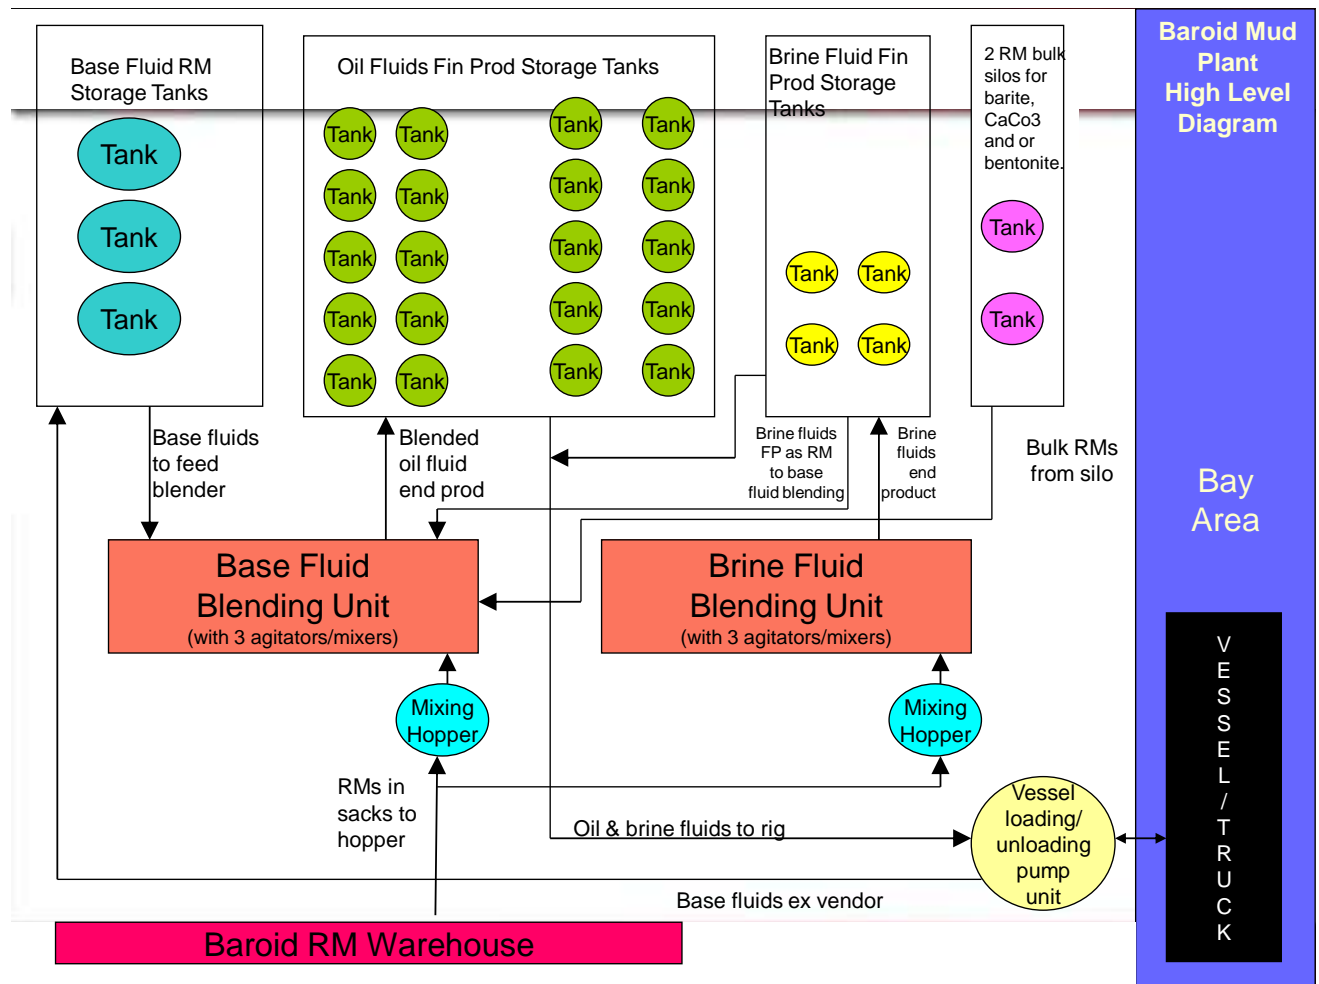 Base Fluid RM
Storage Tanks
Tank
Tank
Tank
Oil Fluids Fin Prod Storage Tanks
Tank Tank Tank Tank
Tank Tank Tank Tank
Tank Tank Tank Tank
Tank Tank Tank Tank
Tank Tank Tank Tank
Brine Fluid Fin
Prod Storage
Tanks
Tank Tank
Tank Tank
2 RM bulk
silos for
barite,
CaCo3
and or
bentonite.
Tank
Tank
Baroid Mud
Plant
High Level
Diagram
Base fluids
to feed
blender
Blended
oil fluid
end prod
Brine fluids
FP as RM
to base
fluid blending
Brine
fluids
end
product
Bulk RMs
from silo
Bay
Area
Base Fluid
Blending Unit
(with 3 agitators/mixers)
Brine Fluid
Blending Unit
(with 3 agitators/mixers)
Mixing
Hopper
Mixing
Hopper
RMs in
sacks to
hopper
Oil & brine fluids to rig
Vessel
loading/
unloading
pump
unit
V
E
S
S
E
L
/
T
R
U
C
K
Base fluids ex vendor
Baroid RM Warehouse